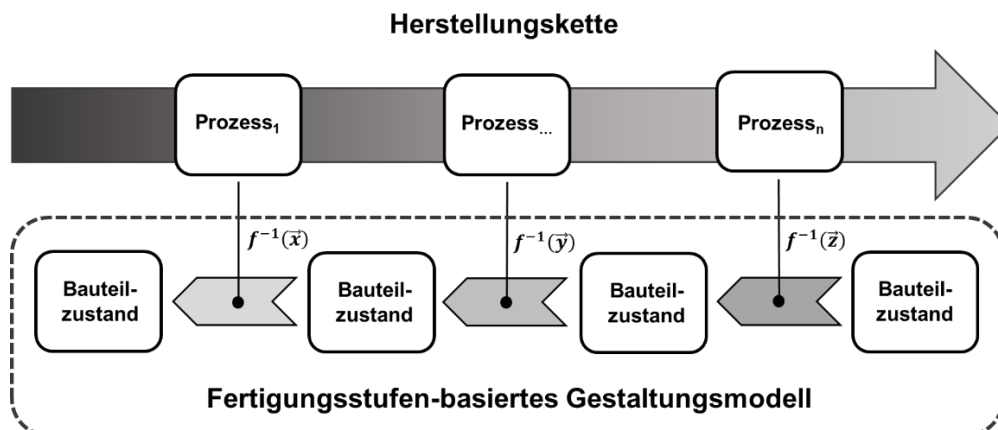 Herstellungskette
Prozess₁
Prozess...
Prozessₙ
f⁻¹(x⃗)
f⁻¹(y⃗)
f⁻¹(z⃗)
Bauteil-
zustand
Bauteil-
zustand
Bauteil-
zustand
Bauteil-
zustand
Fertigungsstufen-basiertes Gestaltungsmodell